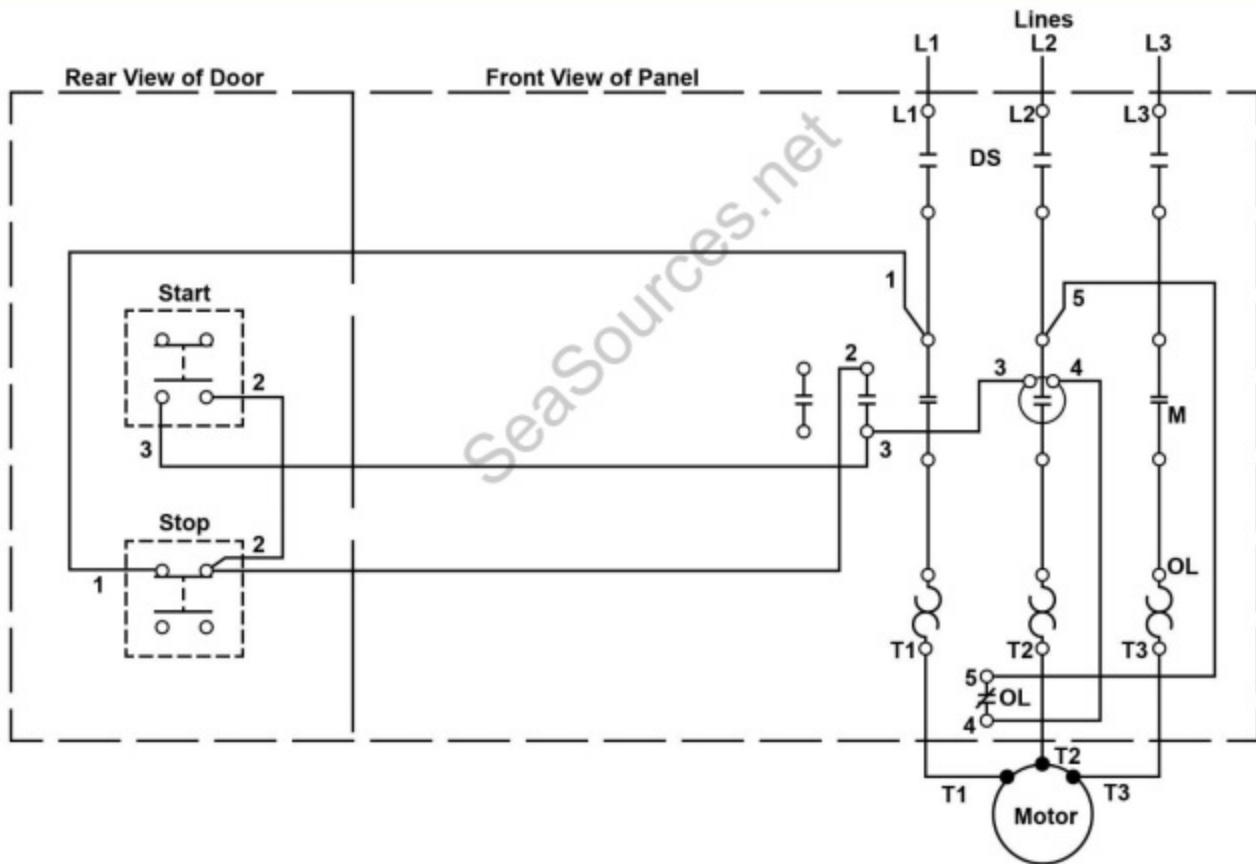 Lines
L1 L2 L3
Rear View of Door Front View of Panel
L1 L2 L3
DS
SeaSources.net
1 5
Start
2 3 4
2
M
3 3
Stop
2
1
OL
T1 T2 T3
5
OL
4
T2
T1 T3
Motor